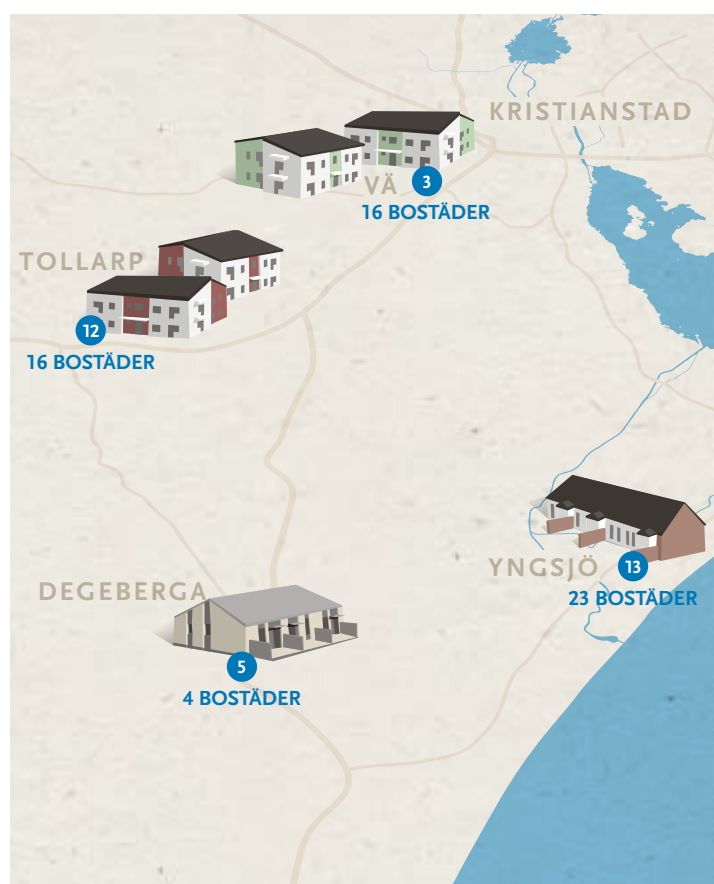 KRISTIANSTAD
VÄ
3
16 BOSTÄDER
TOLLARP
12
16 BOSTÄDER
YNGSJÖ
13
23 BOSTÄDER
DEGEBERGA
5
4 BOSTÄDER